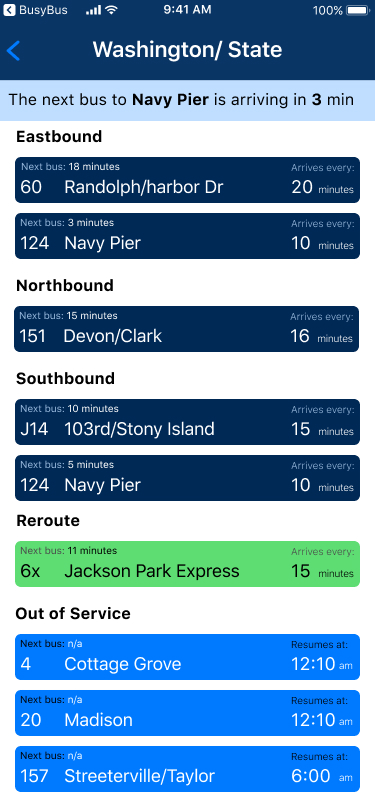 BusyBus 9:41 AM 100%
Washington/ State
The next bus to Navy Pier is arriving in 3 min
Eastbound
Next bus: 18 minutes Arrives every:
60 Randolph/harbor Dr 20 minutes
Next bus: 3 minutes Arrives every:
124 Navy Pier 10 minutes
Northbound
Next bus: 15 minutes Arrives every:
151 Devon/Clark 16 minutes
Southbound
Next bus: 10 minutes Arrives every:
J14 103rd/Stony Island 15 minutes
Next bus: 5 minutes Arrives every:
124 Navy Pier 10 minutes
Reroute
Next bus: 11 minutes Arrives every:
6x Jackson Park Express 15 minutes
Out of Service
Next bus: n/a Resumes at:
4 Cottage Grove 12:10 am
Next bus: n/a Resumes at:
20 Madison 12:10 am
Next bus: n/a Resumes at:
157 Streeterville/Taylor 6:00 am